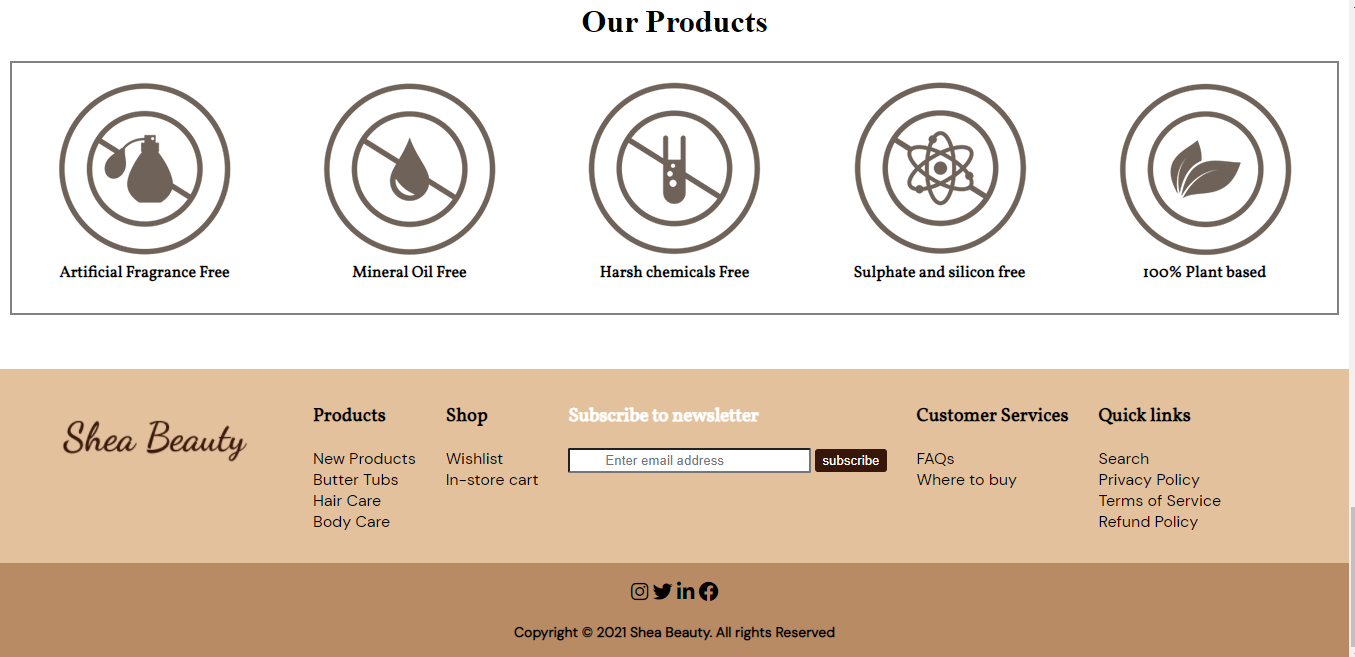 Our Products
Artificial Fragrance Free
Mineral Oil Free
Harsh chemicals Free
Sulphate and silicon free
100% Plant based
Shea Beauty
Products
New Products
Butter Tubs
Hair Care
Body Care
Shop
Wishlist
In-store cart
Subscribe to newsletter
Enter email address
subscribe
Customer Services
FAQs
Where to buy
Quick links
Search
Privacy Policy
Terms of Service
Refund Policy
Copyright © 2021 Shea Beauty. All rights Reserved